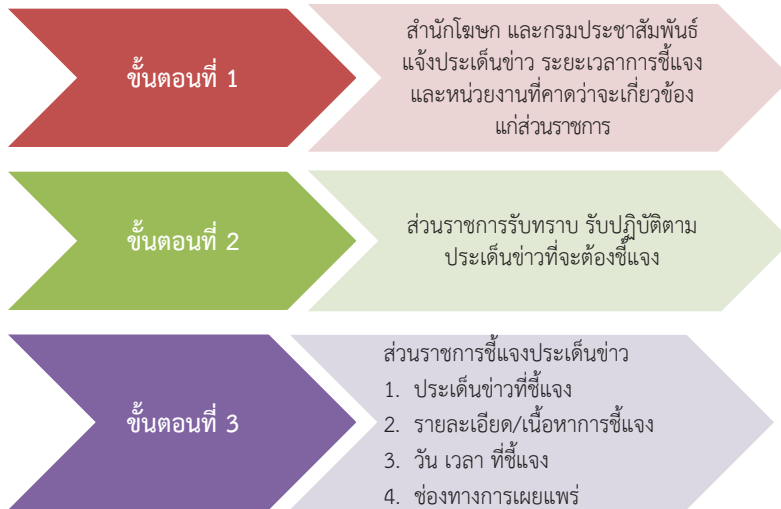 ขั้นตอนที่ 1
สำนักโฆษก และกรมประชาสัมพันธ์
แจ้งประเด็นข่าว ระยะเวลาการชี้แจง
และหน่วยงานที่คาดว่าจะเกี่ยวข้อง
แก่ส่วนราชการ
ขั้นตอนที่ 2
ส่วนราชการรับทราบ รับปฏิบัติตาม
ประเด็นข่าวที่จะต้องชี้แจง
ขั้นตอนที่ 3
ส่วนราชการชี้แจงประเด็นข่าว
1. ประเด็นข่าวที่ชี้แจง
2. รายละเอียด/เนื้อหาการชี้แจง
3. วัน เวลา ที่ชี้แจง
4. ช่องทางการเผยแพร่